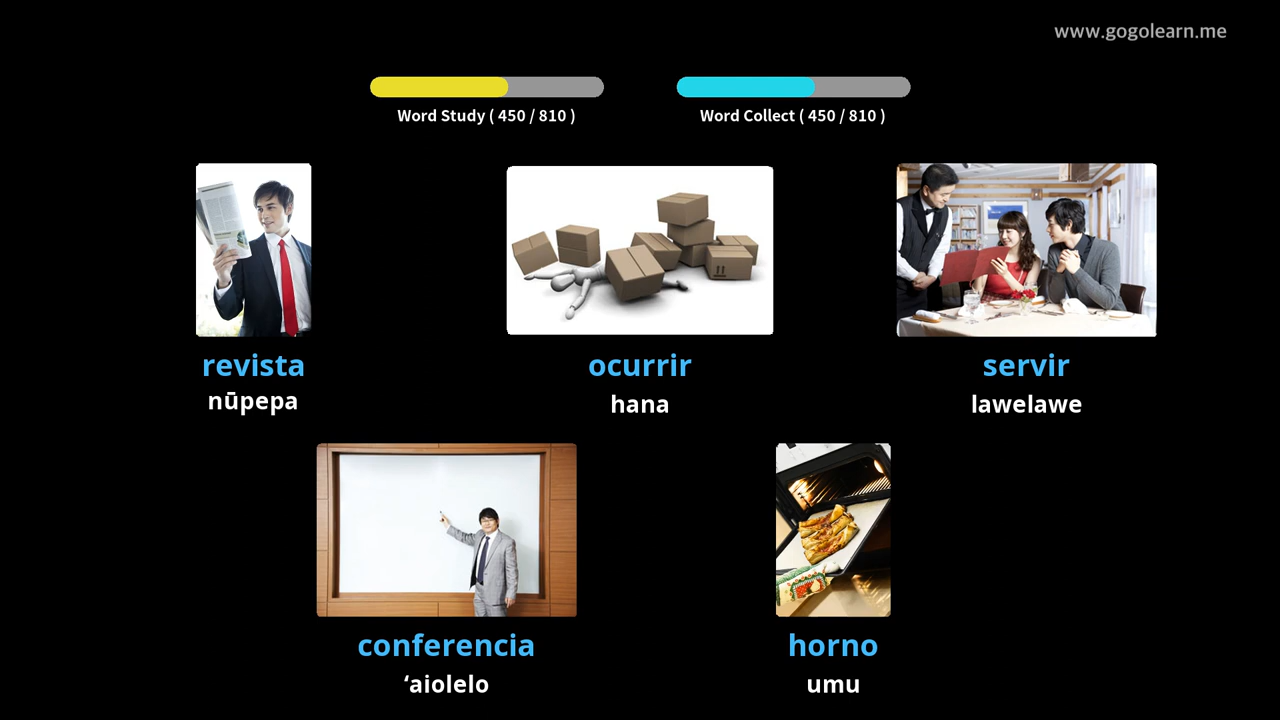 www.gogolearn.me
Word Study ( 450 / 810 )
Word Collect ( 450 / 810 )
revista
nūpepa
ocurrir
hana
servir
lawelawe
conferencia
ʻaiolelo
horno
umu